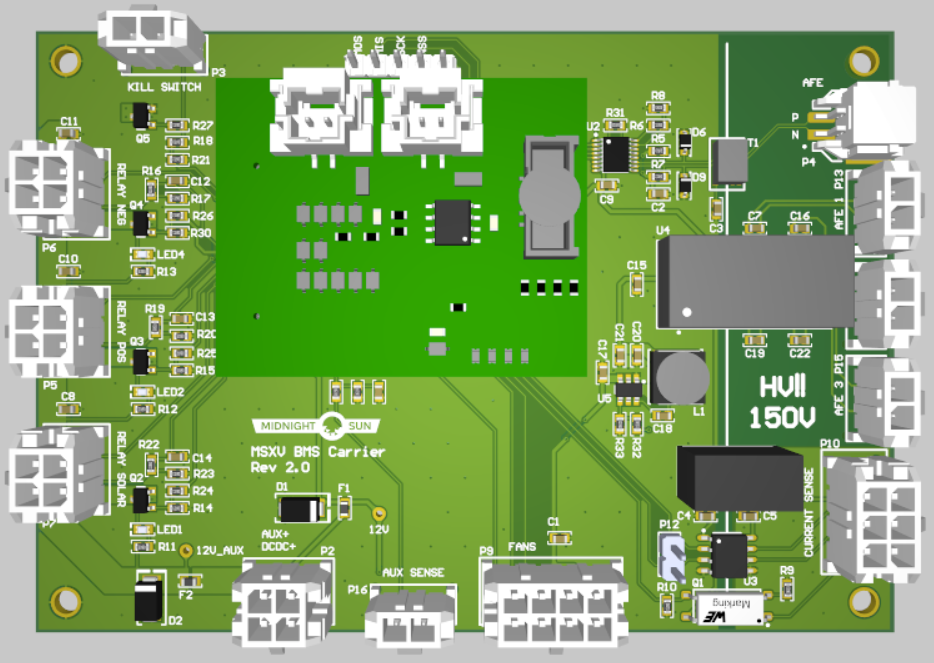 MOS
MIS
SCK
CSS
P3
KILL SWITCH
AFE
C11
Q5
R27
R18
R21
R8
R31
U2
R6
D6
R5
R7
D9
C9
C2
T1
P
N
P4
RELAY NEG
R16
C12
R17
Q4
R26
R30
P6
LED4
C10
R13
C3
C7
C16
AFE 1 P13
U4
C15
RELAY POS
R19
C13
R20
Q3
R25
R15
P5
LED2
C8
R12
C17
C21
C20
U5
L1
C18
R33
R32
C19
C22
HV!!
150V
AFE 3 P15
MIDNIGHT SUN
MSXV BMS Carrier
Rev 2.0
RELAY SOLAR
R22
C14
R23
Q2
R24
R14
P7
LED1
R11
12V_AUX
F2
D2
D1
F1
12V
AUX+
DCDC+
P2
AUX SENSE
P16
P9
FANS
C1
P10
CURRENT SENSE
C4
C5
P12
Q1
U3
R9
R10
Marking
WE